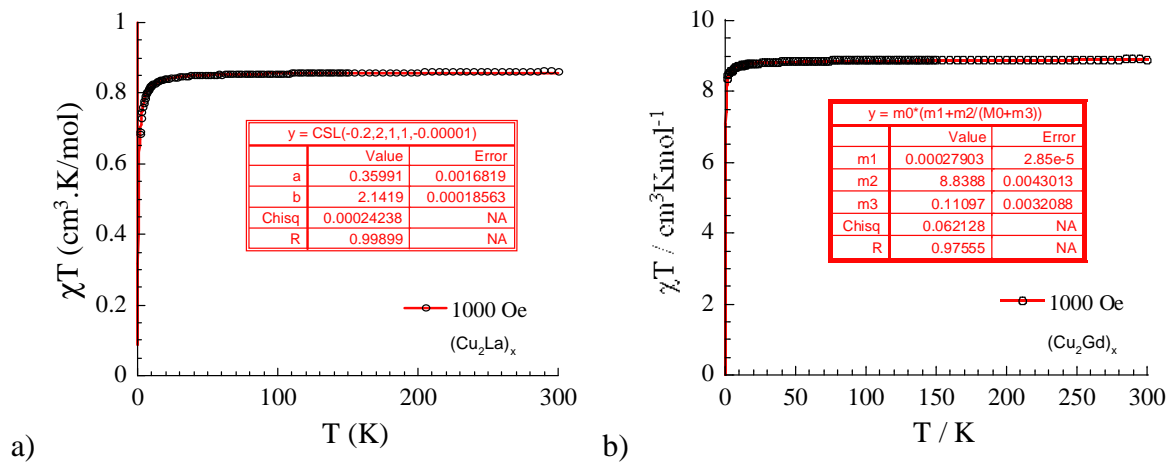 χT (cm³.K/mol)
1
0.8
0.6
0.4
0.2
0
y = CSL(-0.2,2,1,1,-0.00001)
Value Error
a 0.35991 0.0016819
b 2.1419 0.00018563
Chisq 0.00024238 NA
R 0.99899 NA
1000 Oe
(Cu₂La)ₓ
0 100 200 300
T (K)
a)
χT / cm³Kmol⁻¹
10
8
6
4
2
0
y = m0*(m1+m2/(M0+m3))
Value Error
m1 0.00027903 2.85e-5
m2 8.8388 0.0043013
m3 0.11097 0.0032088
Chisq 0.062128 NA
R 0.97555 NA
1000 Oe
(Cu₂Gd)ₓ
0 50 100 150 200 250 300
T / K
b)